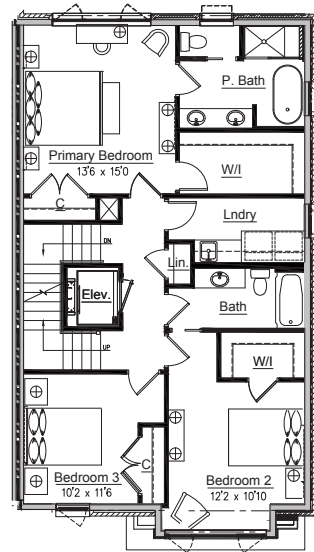 P. Bath
Primary Bedroom
13'6 x 15'0
W/I
C
Lndry
DN
Lin.
Elev.
Bath
UP
W/I
C
Bedroom 3
10'2 x 11'6
Bedroom 2
12'2 x 10'10